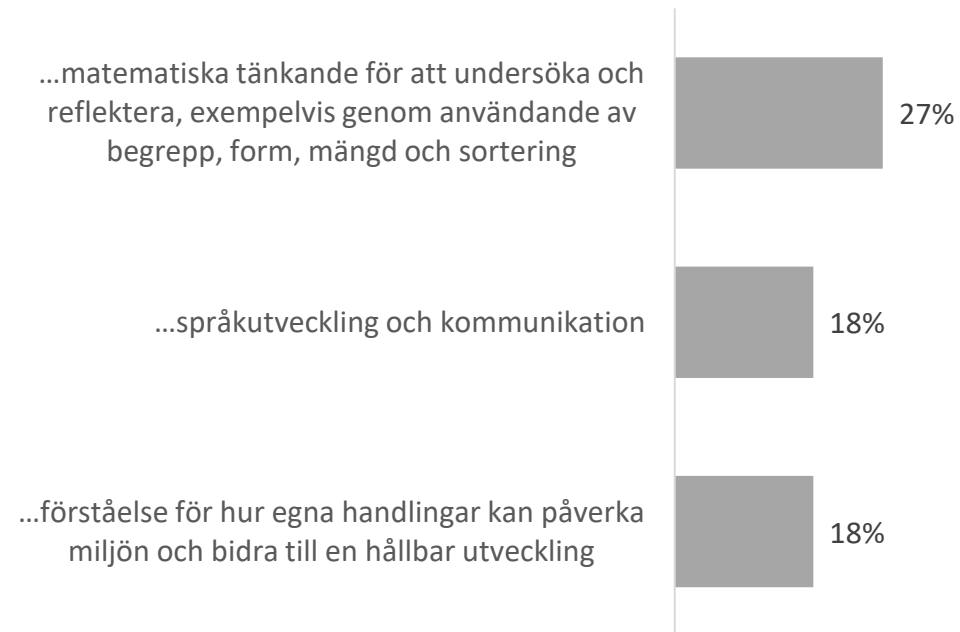 …matematiska tänkande för att undersöka och
reflektera, exempelvis genom användande av
begrepp, form, mängd och sortering
27%
…språkutveckling och kommunikation
18%
…förståelse för hur egna handlingar kan påverka
miljön och bidra till en hållbar utveckling
18%